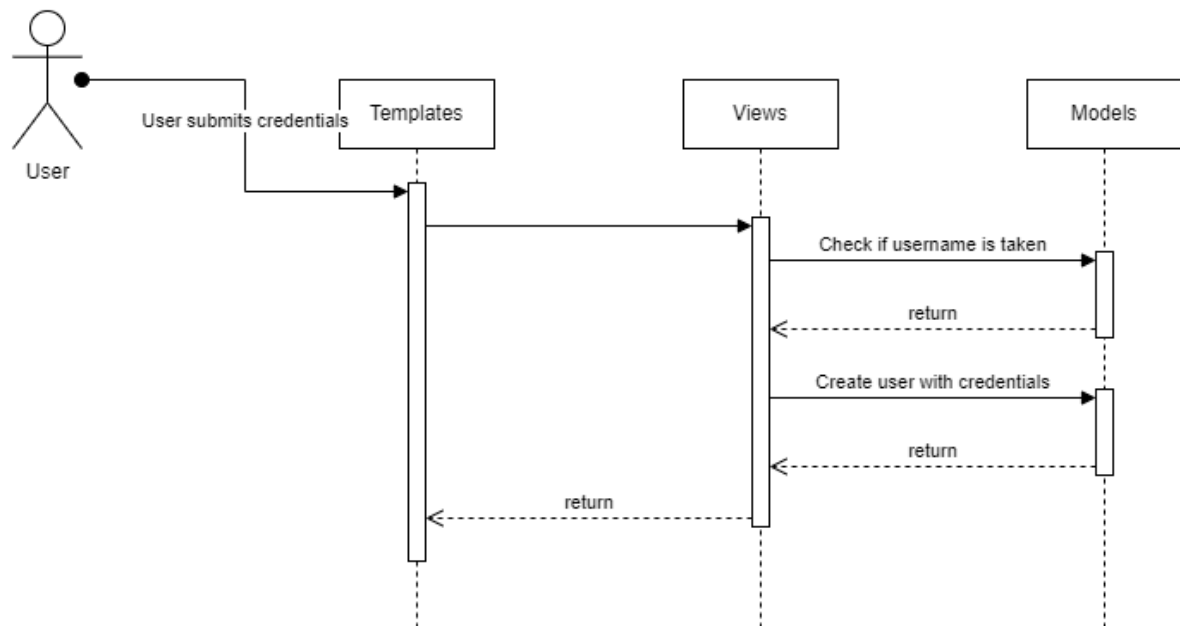 User
User submits credentials
Templates
Views
Models
Check if username is taken
return
Create user with credentials
return
return